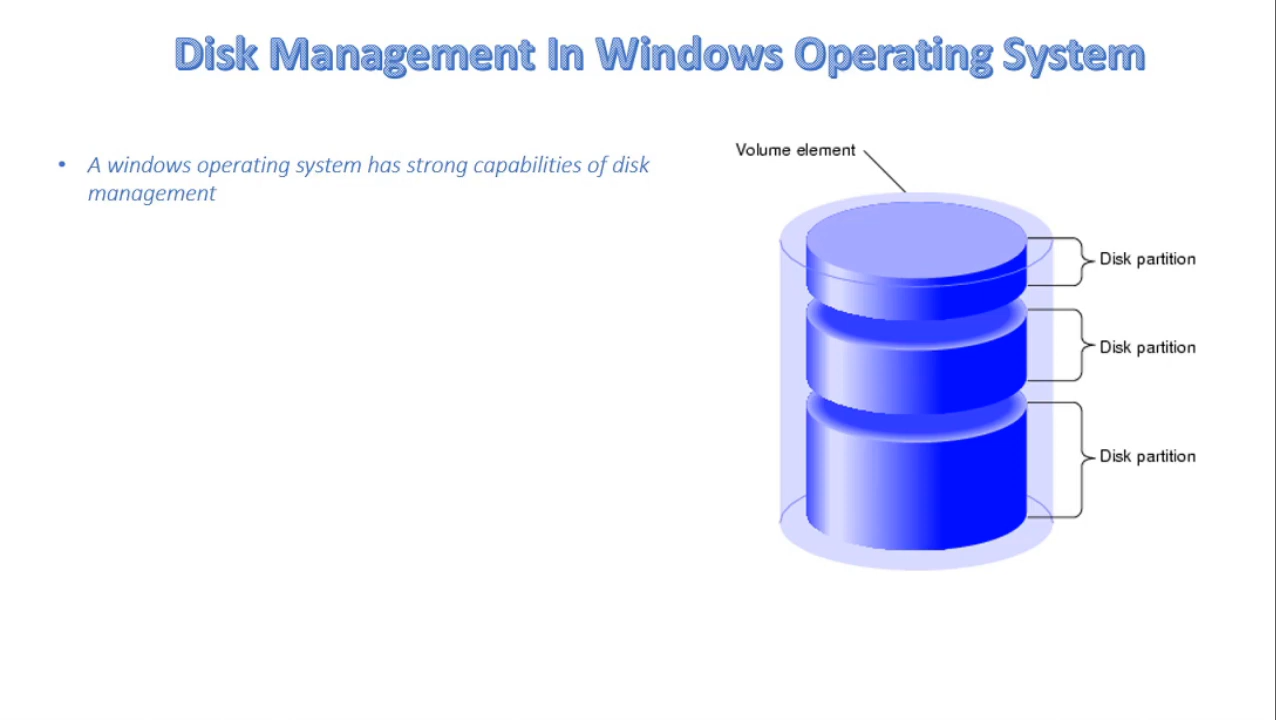 Disk Management In Windows Operating System
• A windows operating system has strong capabilities of disk
management
Volume element
Disk partition
Disk partition
Disk partition